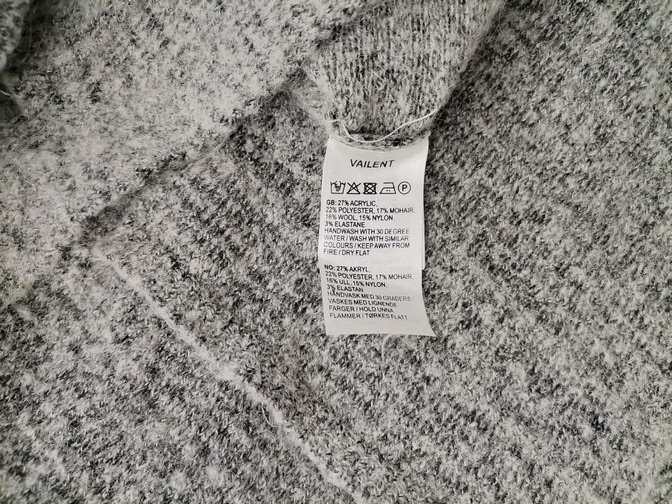 VAILENT
GB: 27% ACRYLIC,
22% POLYESTER, 17% MOHAIR,
16% WOOL, 15% NYLON,
3% ELASTANE
HANDWASH WITH 30 DEGREE
WATER / WASH WITH SIMILAR
COLOURS / KEEP AWAY FROM
FIRE / DRY FLAT
NO: 27% AKRYL,
22% POLYESTER, 17% MOHAIR,
16% ULL, 15% NYLON,
3% ELASTAN
HANDVASK MED 30 GRADERS /
VASKES MED LIGNENDE
FARGER / HOLD UNNA
FLAMMER / TØRKES FLATT